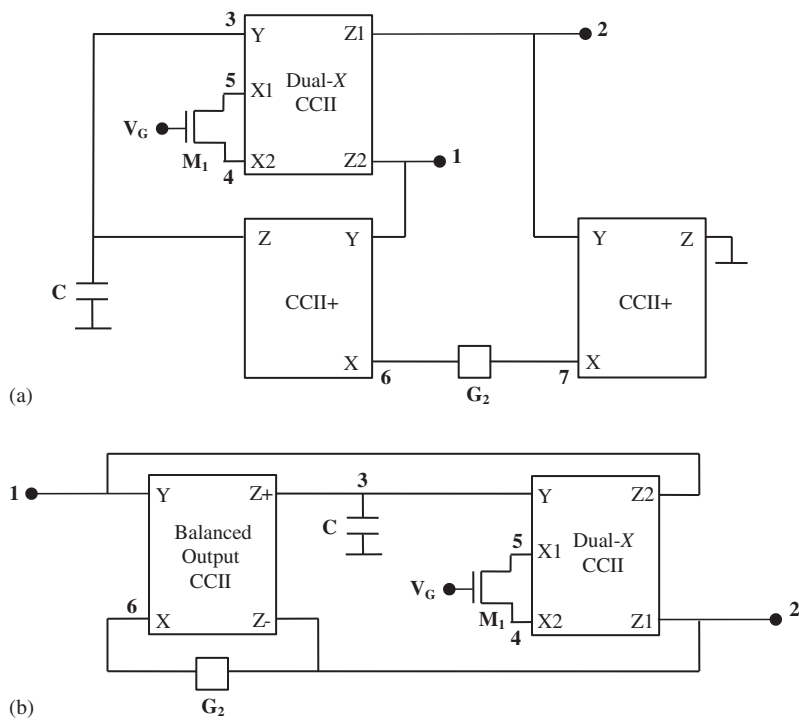 3
Y
Z1
2
5
X1
Dual-X
CCII
V_G
M_1
X2
4
Z2
1
Z
Y
Y
Z
C
CCII+
CCII+
X
6
G_2
7
X
(a)
1
Y
Z+
3
Y
Z2
Balanced
Output
CCII
C
5
X1
Dual-X
CCII
V_G
M_1
X2
4
6
X
Z-
Z1
2
G_2
(b)